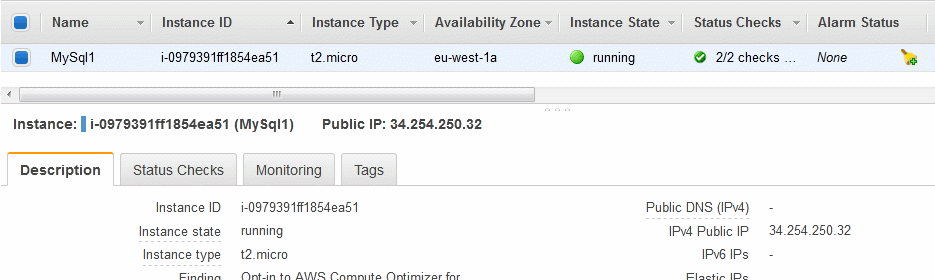 Name Instance ID Instance Type Availability Zone Instance State Status Checks Alarm Status
MySql1 i-0979391ff1854ea51 t2.micro eu-west-1a running 2/2 checks ... None
Instance: i-0979391ff1854ea51 (MySql1) Public IP: 34.254.250.32
Description Status Checks Monitoring Tags
Instance ID i-0979391ff1854ea51 Public DNS (IPv4) -
Instance state running IPv4 Public IP 34.254.250.32
Instance type t2.micro IPv6 IPs -
Finding Opt-in to AWS Compute Optimizer for Elastic IPs